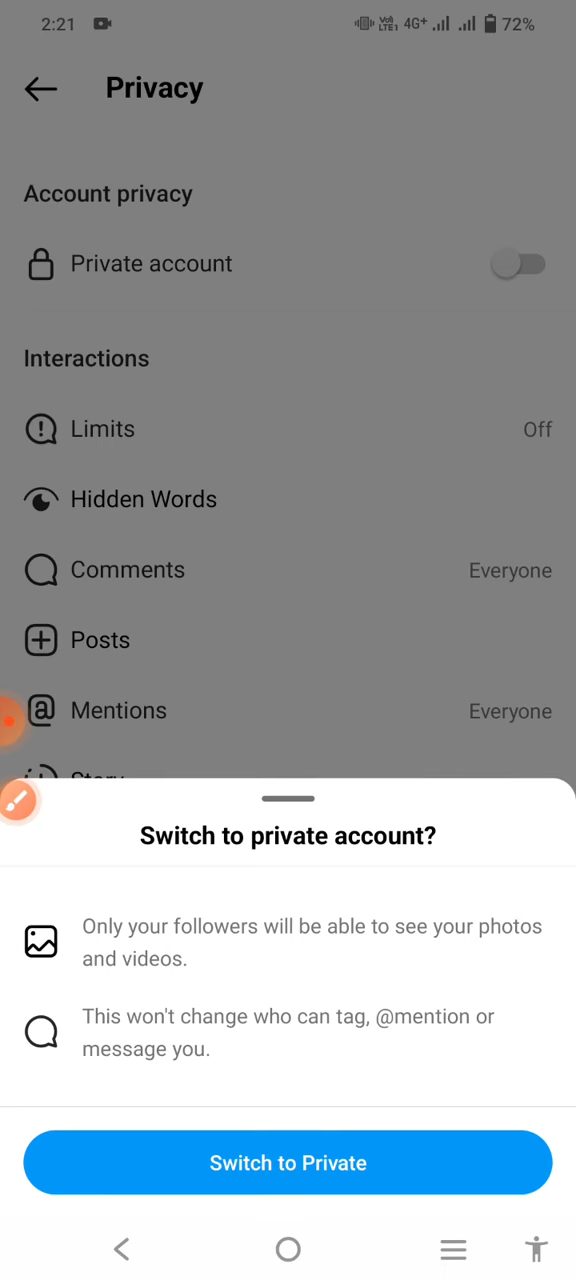 2:21 Vo) LTE1 4G+ 72%
Privacy
Account privacy
Private account
Interactions
Limits Off
Hidden Words
Comments Everyone
Posts
Mentions Everyone
Story
Switch to private account?
Only your followers will be able to see your photos
and videos.
This won't change who can tag, @mention or
message you.
Switch to Private